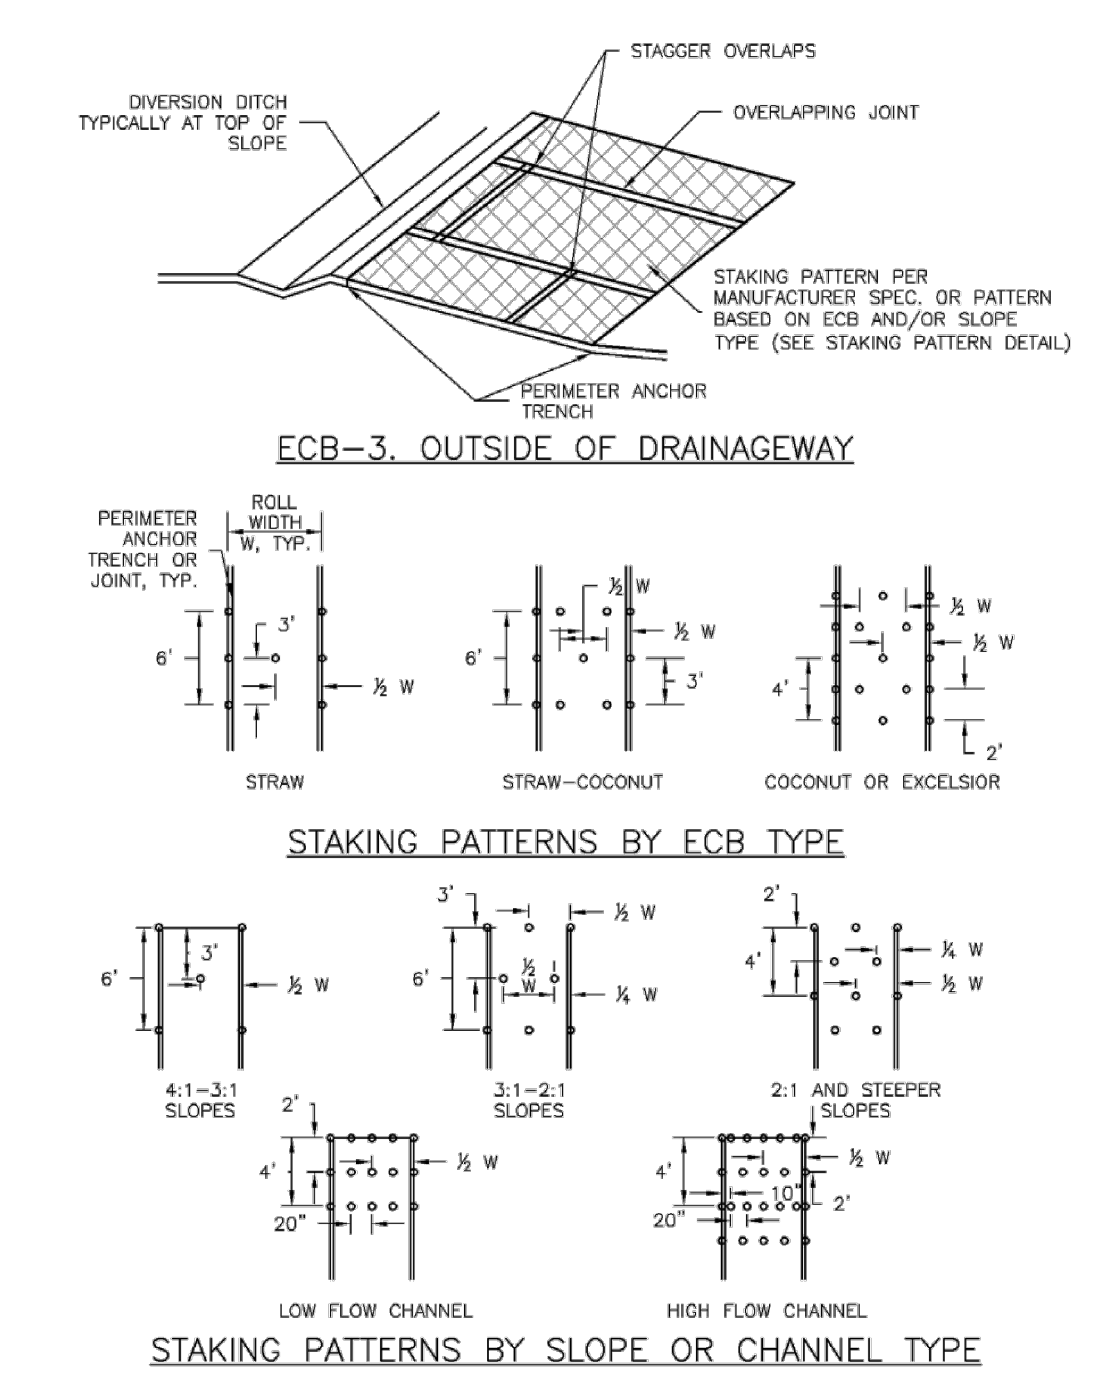 STAGGER OVERLAPS
OVERLAPPING JOINT
DIVERSION DITCH
TYPICALLY AT TOP OF
SLOPE
STAKING PATTERN PER
MANUFACTURER SPEC. OR PATTERN
BASED ON ECB AND/OR SLOPE
TYPE (SEE STAKING PATTERN DETAIL)
PERIMETER ANCHOR
TRENCH
ECB-3. OUTSIDE OF DRAINAGEWAY
PERIMETER
ANCHOR
TRENCH OR
JOINT, TYP.
ROLL
WIDTH
W, TYP.
3'
6'
½ W
STRAW
½ W
½ W
6'
3'
STRAW-COCONUT
½ W
½ W
4'
2'
COCONUT OR EXCELSIOR
STAKING PATTERNS BY ECB TYPE
3'
6'
½ W
4:1-3:1
SLOPES
3'
½ W
6'
½
W
¼ W
3:1-2:1
SLOPES
2'
4'
¼ W
½ W
2:1 AND STEEPER
SLOPES
2'
4'
½ W
20"
LOW FLOW CHANNEL
4'
½ W
10"
2'
20"
HIGH FLOW CHANNEL
STAKING PATTERNS BY SLOPE OR CHANNEL TYPE